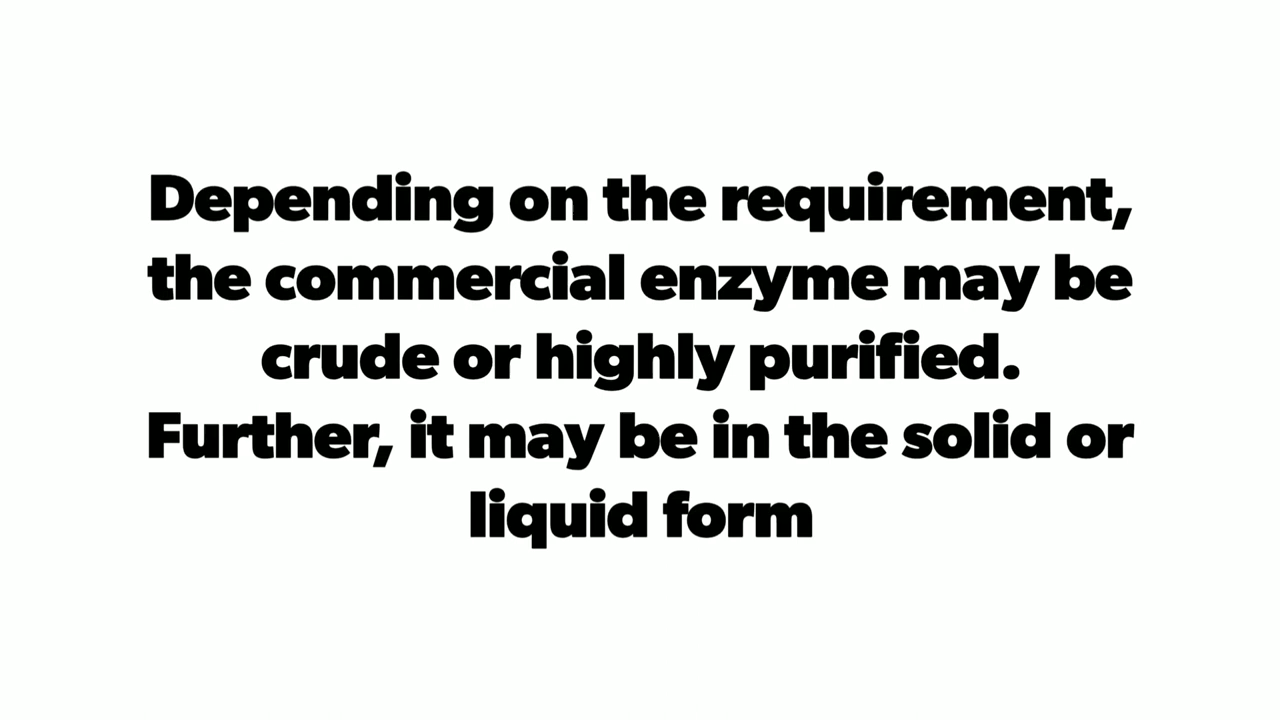 Depending on the requirement,
the commercial enzyme may be
crude or highly purified.
Further, it may be in the solid or
liquid form